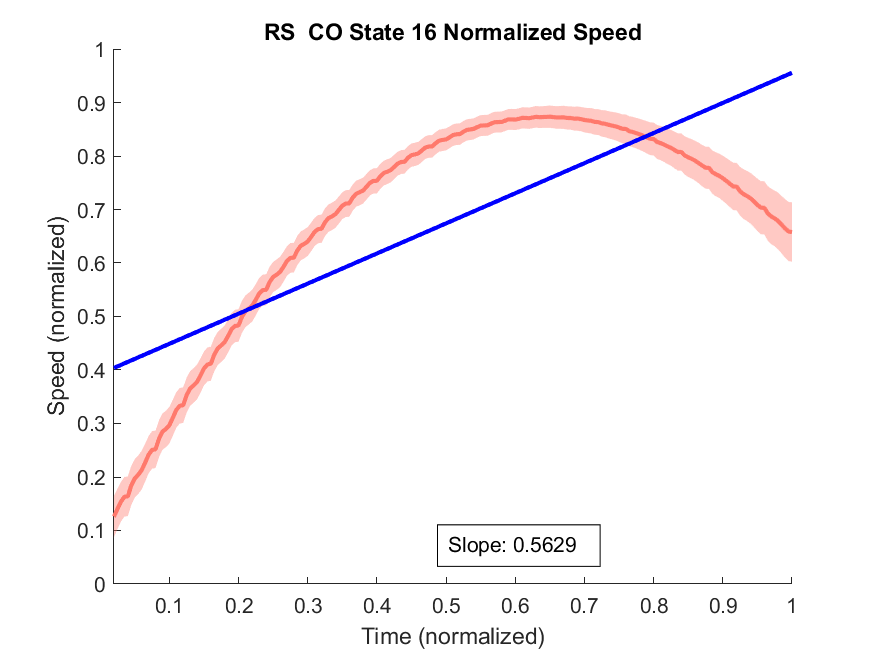 RS  CO State 16 Normalized Speed
1
0.9
0.8
0.7
0.6
0.5
0.4
0.3
0.2
0.1
0
Speed (normalized)
Slope: 0.5629
0.1 0.2 0.3 0.4 0.5 0.6 0.7 0.8 0.9 1
Time (normalized)